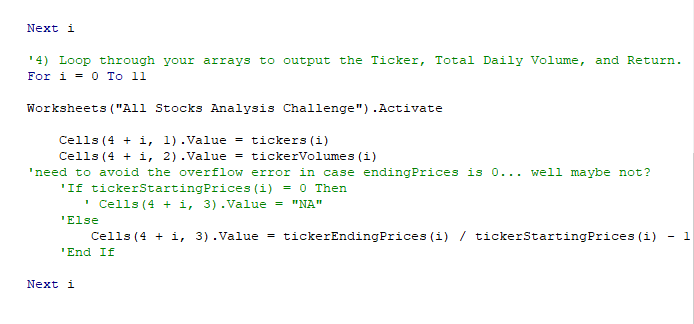 Next i
'4) Loop through your arrays to output the Ticker, Total Daily Volume, and Return.
For i = 0 To 11
Worksheets("All Stocks Analysis Challenge").Activate
Cells(4 + i, 1).Value = tickers(i)
Cells(4 + i, 2).Value = tickerVolumes(i)
'need to avoid the overflow error in case endingPrices is 0... well maybe not?
'If tickerStartingPrices(i) = 0 Then
' Cells(4 + i, 3).Value = "NA"
'Else
Cells(4 + i, 3).Value = tickerEndingPrices(i) / tickerStartingPrices(i) - 1
'End If
Next i